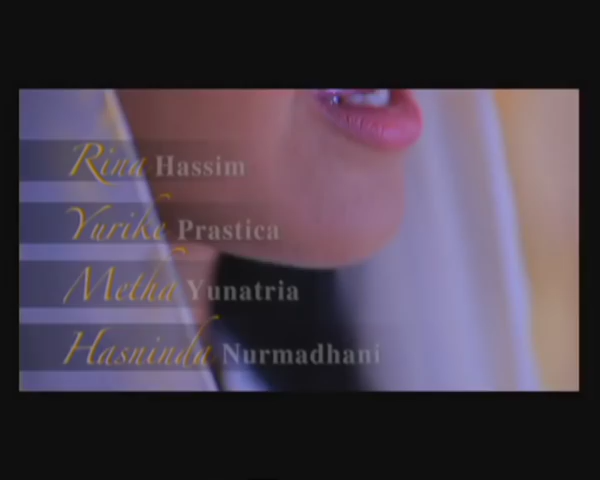 Rina Hassim
Yurike Prastica
Metha Yunatria
Hasninda Nurmadhani